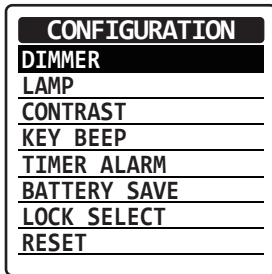 CONFIGURATION
DIMMER
LAMP
CONTRAST
KEY BEEP
TIMER ALARM
BATTERY SAVE
LOCK SELECT
RESET